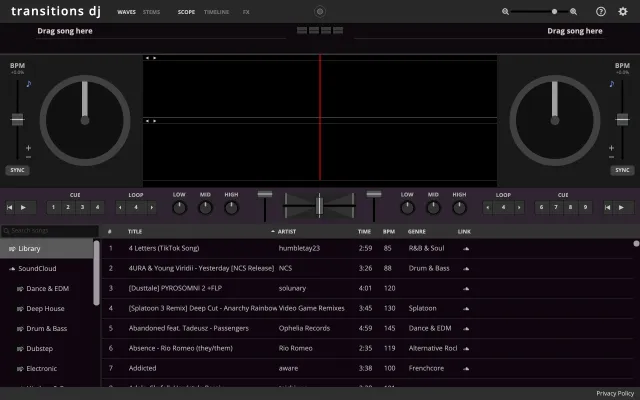 transitions dj WAVES STEMS SCOPE TIMELINE FX
Drag song here Drag song here
BPM BPM
+0.0% +0.0%
SYNC SYNC
CUE LOOP LOW MID HIGH LOW MID HIGH LOOP CUE
1 2 3 4 4 4 6 7 8 9
Search songs
# TITLE ARTIST TIME BPM GENRE LINK
Library
SoundCloud
Dance & EDM
Deep House
Drum & Bass
Dubstep
Electronic
1 4 Letters (TikTok Song) humbletay23 2:59 85 R&B & Soul
2 4URA & Young Viridii - Yesterday [NCS Release] NCS 3:26 88 Drum & Bass
3 [Dusttale] PYROSOMNI 2 +FLP solunary 4:01 120
4 [Splatoon 3 Remix] Deep Cut - Anarchy Rainbow Video Game Remixes 3:45 130 Splatoon
5 Abandoned feat. Tadeusz - Passengers Ophelia Records 4:59 145 Dance & EDM
6 Absence - Rio Romeo (they/them) Rio Romeo 2:35 119 Alternative Rock
7 Addicted aware 3:38 100 Frenchcore
Privacy Policy